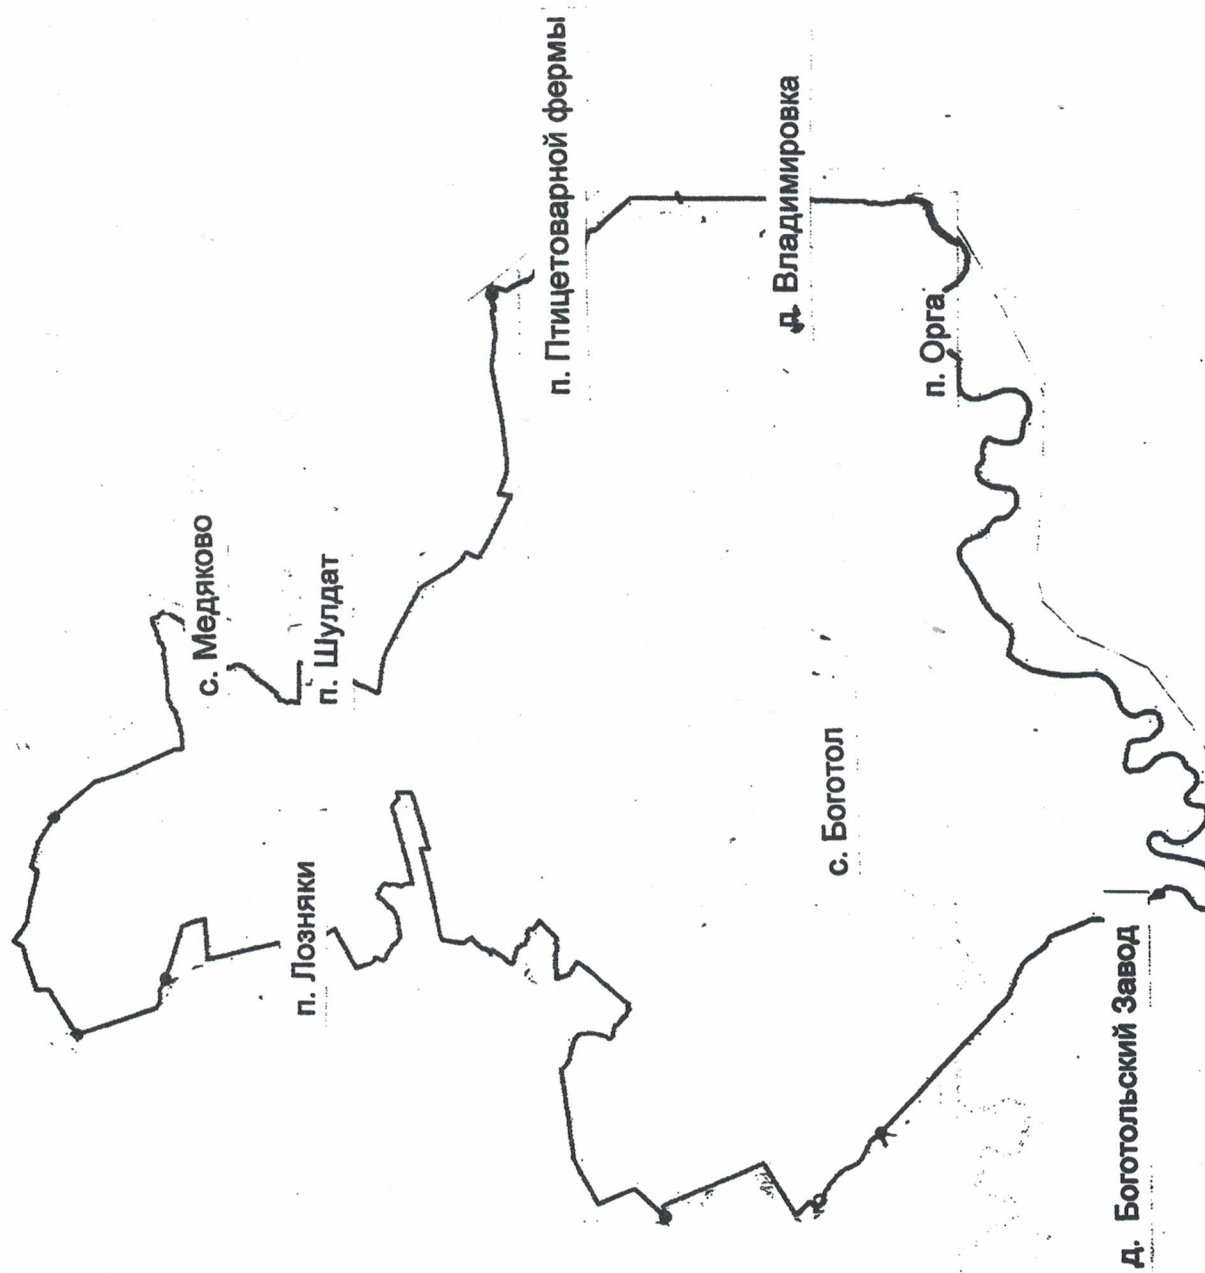 п. Птицетоварной фермы
д. Владимировка
с. Медяково
п. Шулдат
п. Орга
с. Боготол
п. Лозняки
д. Боготольский Завод